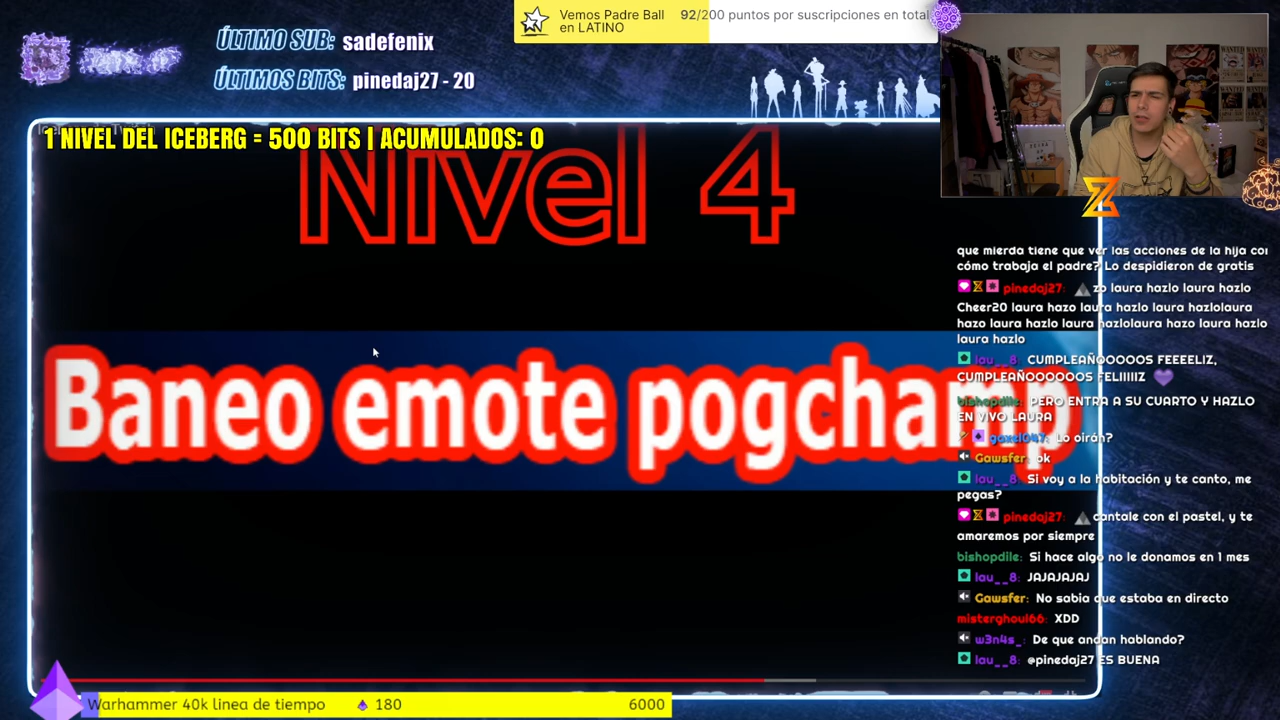 ÚLTIMO SUB: sadefenix
ÚLTIMOS BITS: pinedaj27 - 20
Vemos Padre Ball 92/200 puntos por suscripciones en total
en LATINO
1 NIVEL DEL ICEBERG = 500 BITS | ACUMULADOS: 0
Nivel 4
Baneo emote pogchamp
que mierda tiene que ver las acciones de la hija con
cómo trabaja el padre? Lo despidieron de gratis
pinedaj27: zo laura hazlo laura hazlo
Cheer20 laura hazo laura hazlo laura hazlolaura
hazo laura hazlo laura hazlolaura hazo laura hazlo
laura hazlo
lau__8: CUMPLEAÑOOOOOS FEEEELIZ,
CUMPLEAÑOOOOOOS FELIIIIIZ
bishopdile: PERO ENTRA A SU CUARTO Y HAZLO
EN VIVO LAURA
Lo oirán?
Gawsfer: ok
lau__8: Si voy a la habitación y te canto, me
pegas?
pinedaj27: cantale con el pastel, y te
amaremos por siempre
bishopdile: Si hace algo no le donamos en 1 mes
lau__8: JAJAJAJAJ
Gawsfer: No sabia que estaba en directo
misterghoul66: XDD
w3n4s_: De que andan hablando?
lau__8: @pinedaj27 ES BUENA
Warhammer 40k linea de tiempo 180 6000